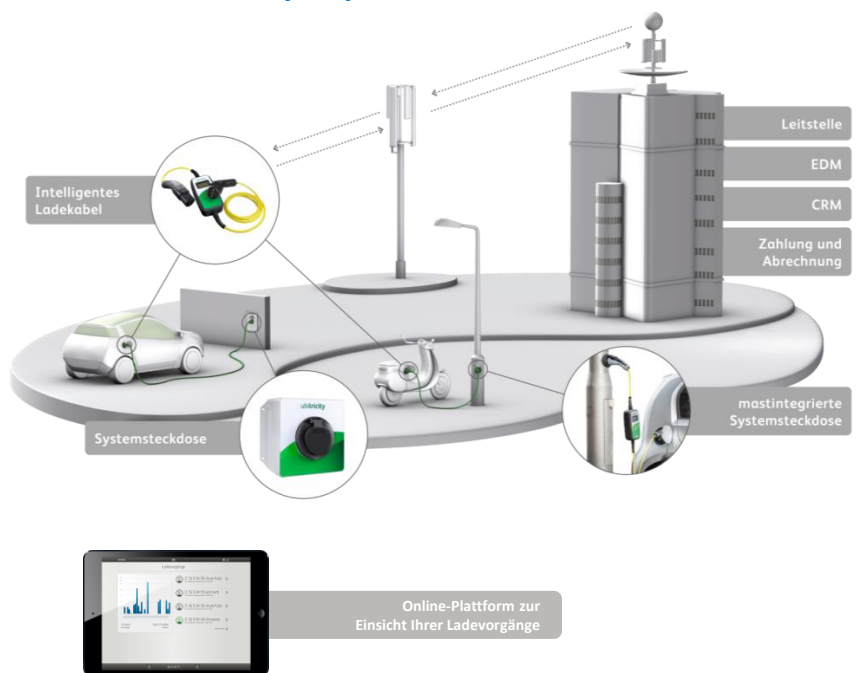 Leitstelle
EDM
CRM
Zahlung und
Abrechnung
Intelligentes
Ladekabel
ubitricity
Systemsteckdose
mastintegrierte
Systemsteckdose
Ladevorgänge
Online-Plattform zur
Einsicht Ihrer Ladevorgänge